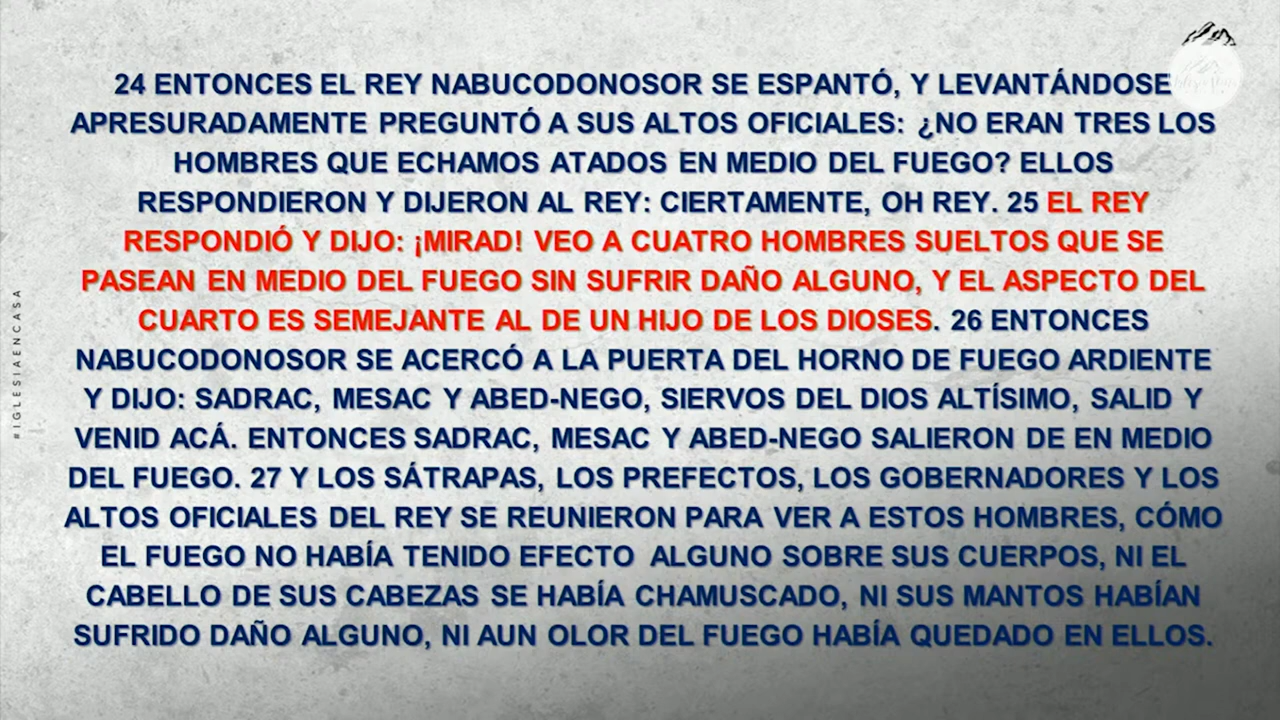 24 ENTONCES EL REY NABUCODONOSOR SE ESPANTÓ, Y LEVANTÁNDOSE
APRESURADAMENTE PREGUNTÓ A SUS ALTOS OFICIALES: ¿NO ERAN TRES LOS
HOMBRES QUE ECHAMOS ATADOS EN MEDIO DEL FUEGO? ELLOS
RESPONDIERON Y DIJERON AL REY: CIERTAMENTE, OH REY. 25 EL REY
RESPONDIÓ Y DIJO: ¡MIRAD! VEO A CUATRO HOMBRES SUELTOS QUE SE
PASEAN EN MEDIO DEL FUEGO SIN SUFRIR DAÑO ALGUNO, Y EL ASPECTO DEL
CUARTO ES SEMEJANTE AL DE UN HIJO DE LOS DIOSES. 26 ENTONCES
NABUCODONOSOR SE ACERCÓ A LA PUERTA DEL HORNO DE FUEGO ARDIENTE
Y DIJO: SADRAC, MESAC Y ABED-NEGO, SIERVOS DEL DIOS ALTÍSIMO, SALID Y
VENID ACÁ. ENTONCES SADRAC, MESAC Y ABED-NEGO SALIERON DE EN MEDIO
DEL FUEGO. 27 Y LOS SÁTRAPAS, LOS PREFECTOS, LOS GOBERNADORES Y LOS
ALTOS OFICIALES DEL REY SE REUNIERON PARA VER A ESTOS HOMBRES, CÓMO
EL FUEGO NO HABÍA TENIDO EFECTO ALGUNO SOBRE SUS CUERPOS, NI EL
CABELLO DE SUS CABEZAS SE HABÍA CHAMUSCADO, NI SUS MANTOS HABÍAN
SUFRIDO DAÑO ALGUNO, NI AUN OLOR DEL FUEGO HABÍA QUEDADO EN ELLOS.
#IGLESIAENCASA